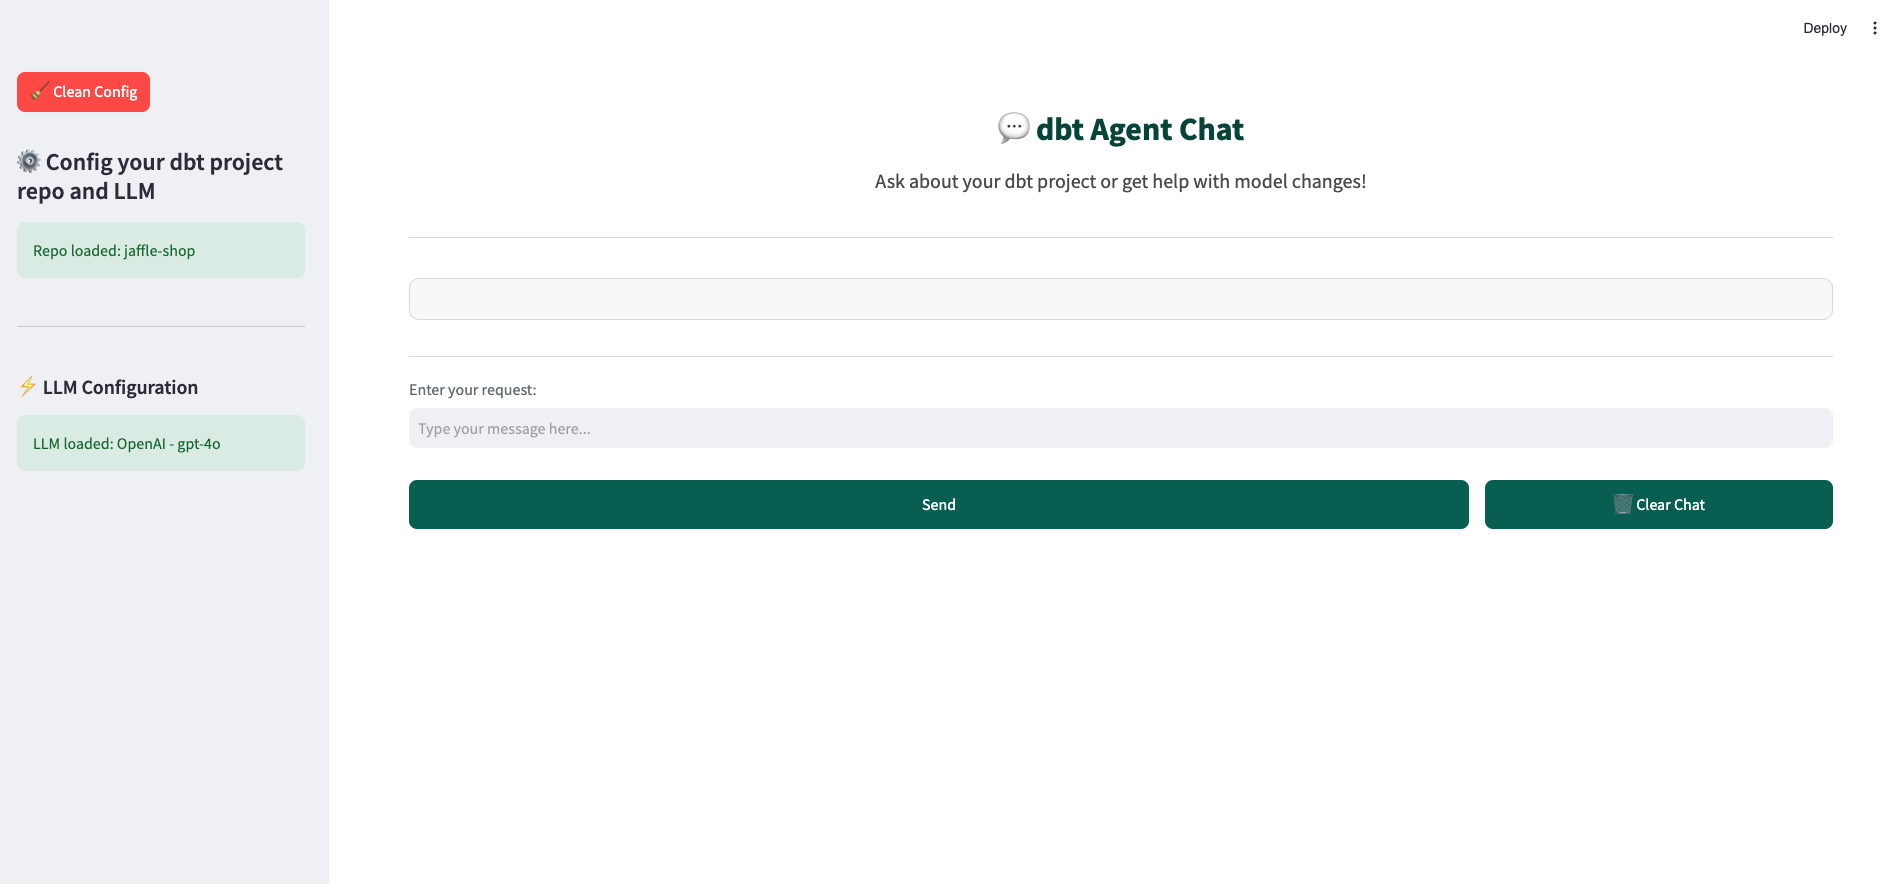 Deploy
Clean Config
Config your dbt project
repo and LLM
Repo loaded: jaffle-shop
LLM Configuration
LLM loaded: OpenAI - gpt-4o
dbt Agent Chat
Ask about your dbt project or get help with model changes!
Enter your request:
Type your message here...
Send
Clear Chat